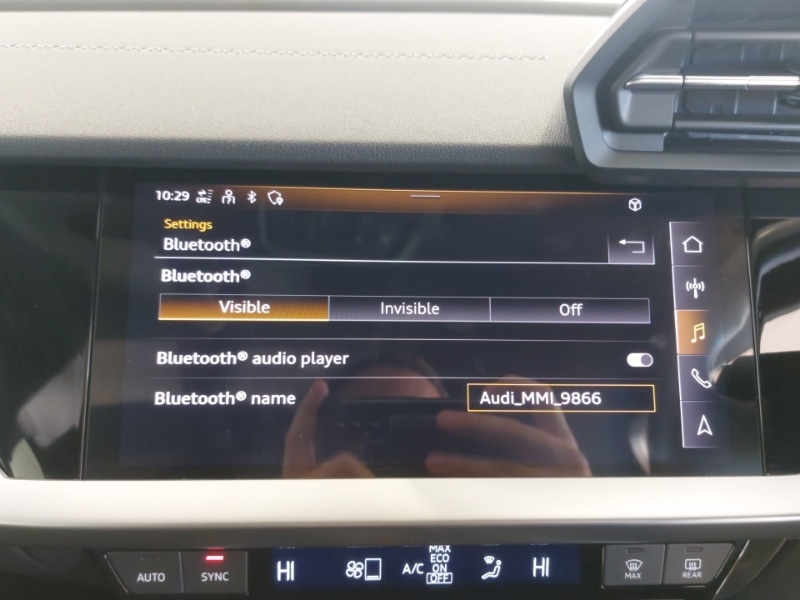 10:29 LTE
Settings
Bluetooth®
Bluetooth®
Visible Invisible Off
Bluetooth® audio player
Bluetooth® name Audi_MMI_9866
AUTO SYNC HI A/C MAX ECO ON OFF HI MAX REAR